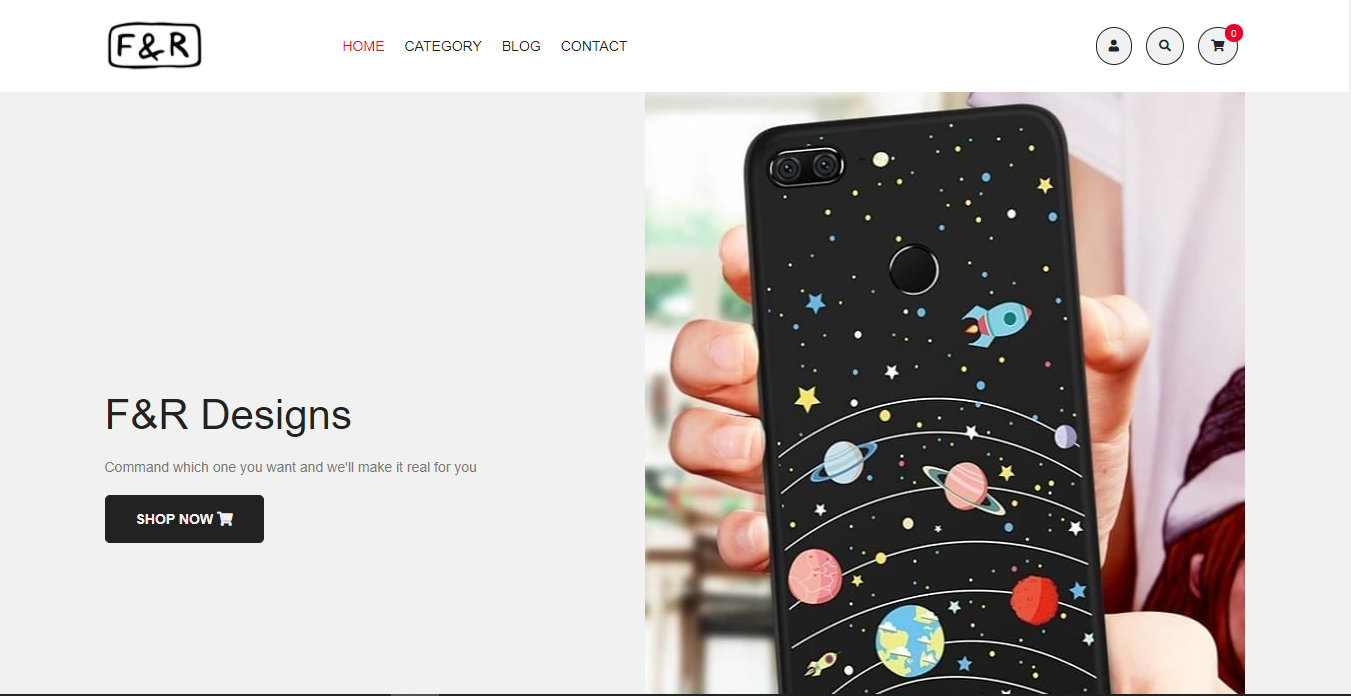 F&R
HOME CATEGORY BLOG CONTACT
0
F&R Designs
Command which one you want and we'll make it real for you
SHOP NOW